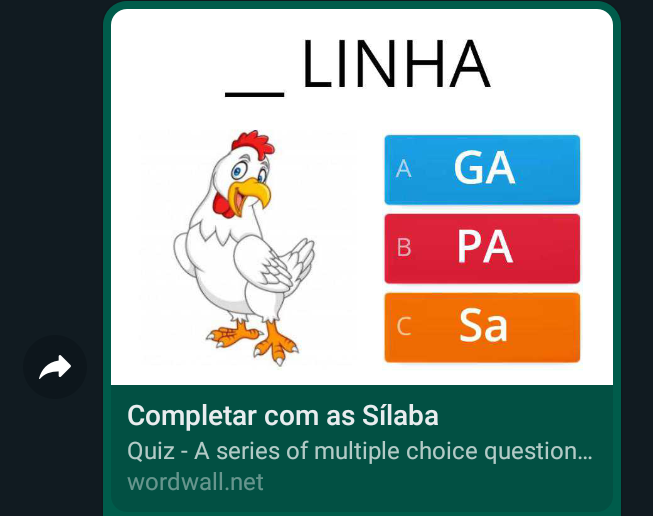 __ LINHA
A GA
B PA
C Sa
Completar com as Sílaba
Quiz - A series of multiple choice question...
wordwall.net